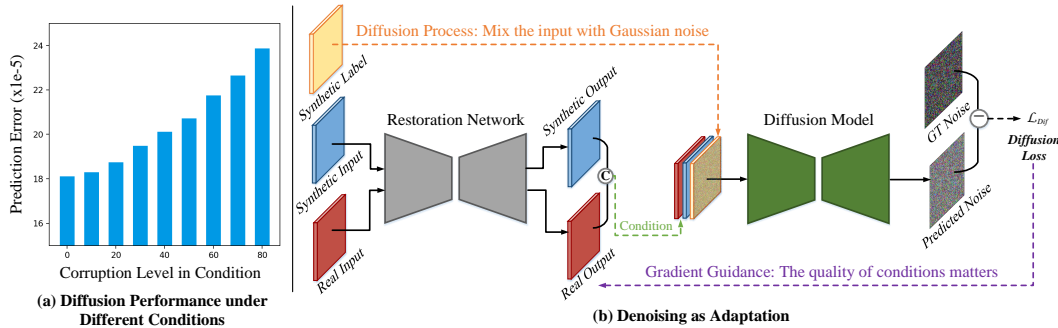 24
22
20
18
16
Prediction Error (x1e-5)
0 20 40 60 80
Corruption Level in Condition
(a) Diffusion Performance under
Different Conditions
Diffusion Process: Mix the input with Gaussian noise
Synthetic Label
Synthetic Input
Real Input
Restoration Network
Synthetic Output
Real Output
C
Condition
Diffusion Model
GT Noise
Predicted Noise
−
ℒ_Dif
Diffusion
Loss
Gradient Guidance: The quality of conditions matters
(b) Denoising as Adaptation